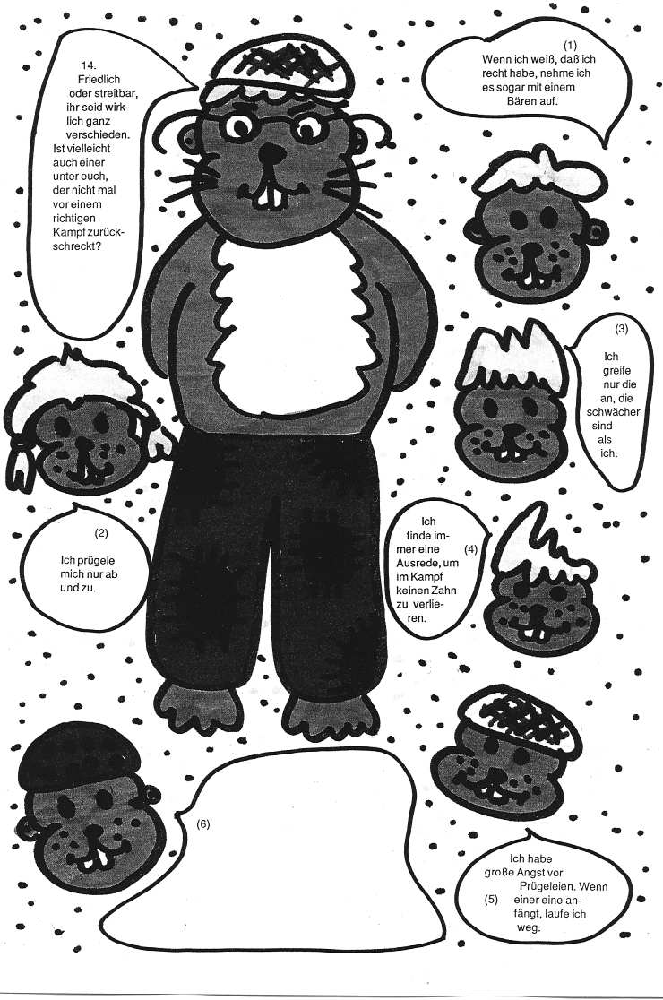 14.
Friedlich
oder streitbar,
ihr seid wirk-
lich ganz
verschieden.
Ist vielleicht
auch einer
unter euch,
der nicht mal
vor einem
richtigen
Kampf zurück-
schreckt?
(1)
Wenn ich weiß, daß ich
recht habe, nehme ich
es sogar mit einem
Bären auf.
(3)
Ich
greife
nur die
an, die
schwächer
sind
als
ich.
(2)
Ich prügele
mich nur ab
und zu.
Ich
finde im-
mer eine (4)
Ausrede, um
im Kampf
keinen Zahn
zu verlie-
ren.
(6)
Ich habe
große Angst vor
Prügeleien. Wenn
(5) einer eine an-
fängt, laufe ich
weg.